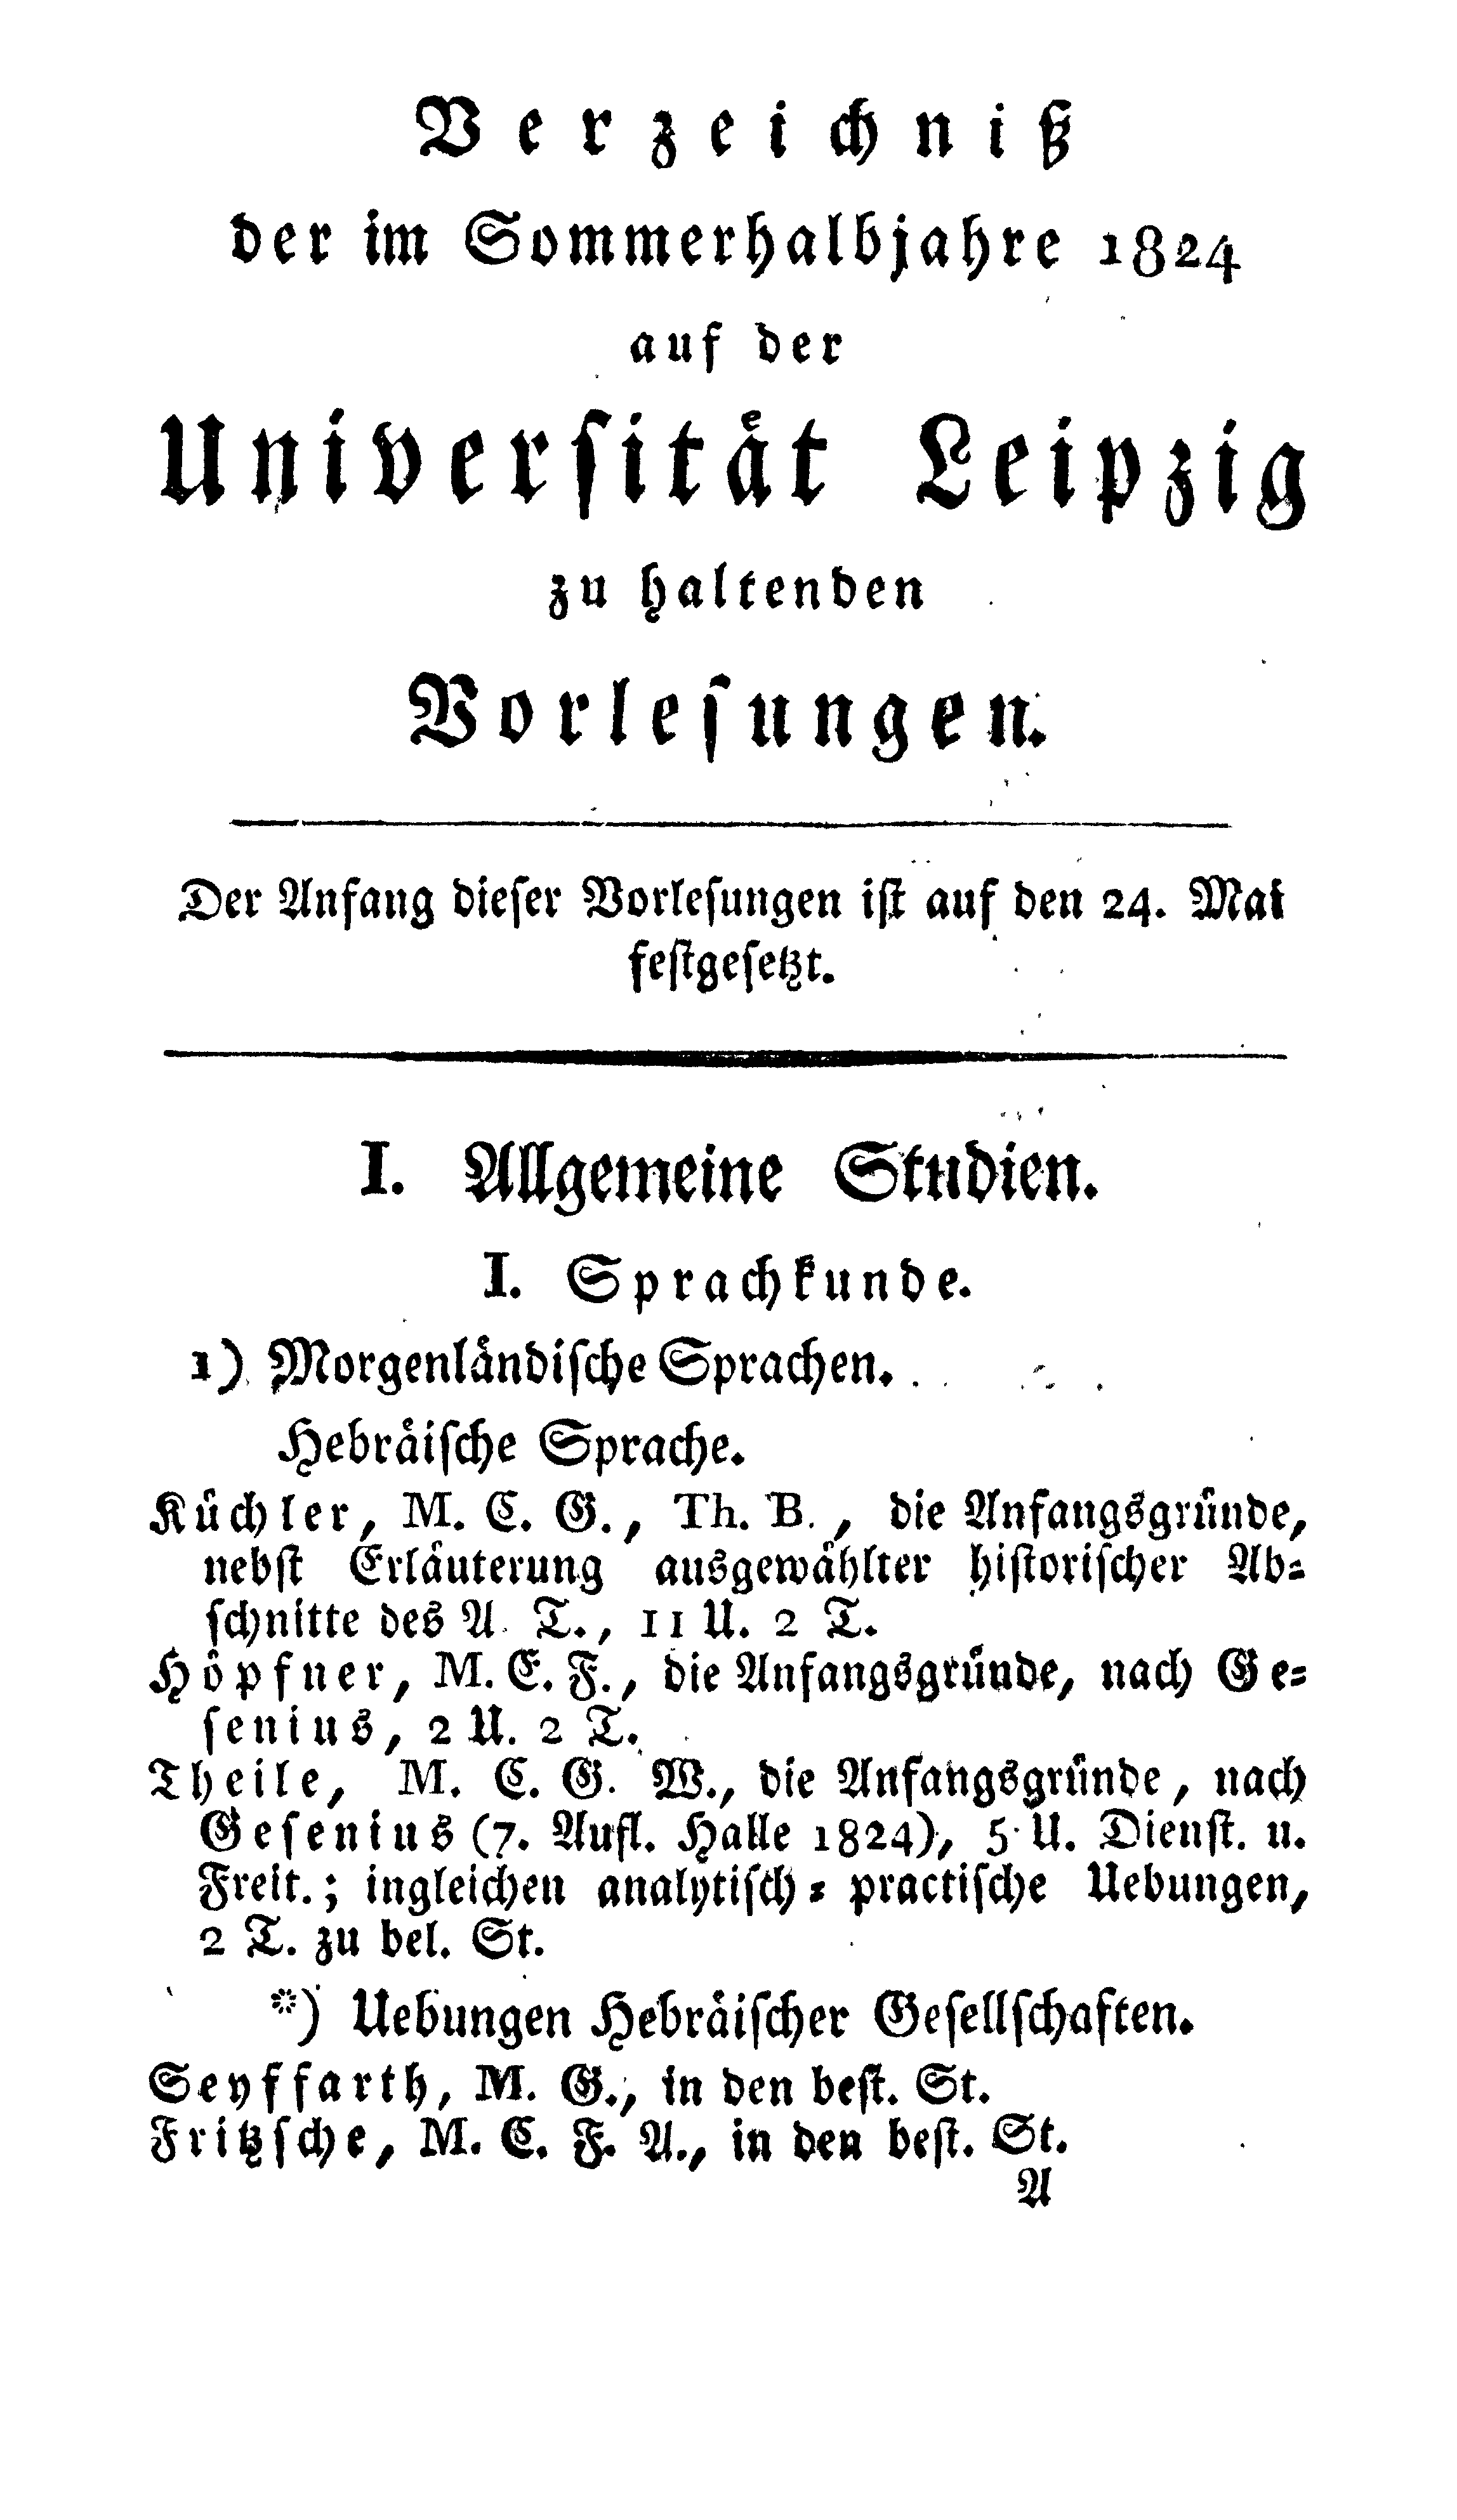 Verzeichniß
der im Sommerhalbjahre 1824
auf der
Universität Leipzig
zu haltenden
Vorlesungen.
Der Anfang dieser Vorlesungen ist auf den 24. Mai
festgesetzt.
I. Allgemeine Studien.
I. Sprachkunde.
1) Morgenländische Sprachen.
Hebräische Sprache.
Küchler, M. C. G., Th. B., die Anfangsgründe,
nebst Erläuterung ausgewählter historischer Ab=
schnitte des A. T., 11 U. 2 T.
Höpfner, M. E. F., die Anfangsgründe, nach Ge=
senius, 2 U. 2 T.
Theile, M. C. G. W., die Anfangsgründe, nach
Gesenius (7. Aufl. Halle 1824), 5 U. Dienst. u.
Freit.; ingleichen analytisch=practische Uebungen,
2 T. zu bel. St.
*) Uebungen Hebräischer Gesellschaften.
Seyffarth, M. G., in den best. St.
Fritzsche, M. C. F. A., in den best. St.
A